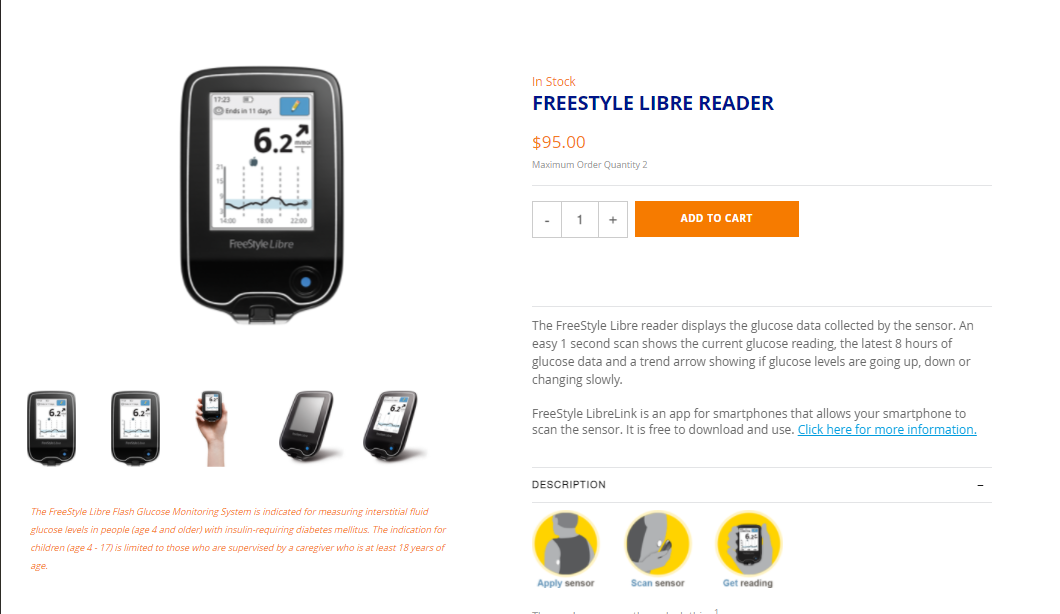 17:23
Ends in 11 days
6.2
mmol
L
21
15
14:00 18:00 22:00
FreeStyle Libre
In Stock
FREESTYLE LIBRE READER
$95.00
Maximum Order Quantity 2
- 1 +
ADD TO CART
The FreeStyle Libre reader displays the glucose data collected by the sensor. An
easy 1 second scan shows the current glucose reading, the latest 8 hours of
glucose data and a trend arrow showing if glucose levels are going up, down or
changing slowly.
FreeStyle LibreLink is an app for smartphones that allows your smartphone to
scan the sensor. It is free to download and use. Click here for more information.
6.2
6.2
6.2
The FreeStyle Libre Flash Glucose Monitoring System is indicated for measuring interstitial fluid
glucose levels in people (age 4 and older) with insulin-requiring diabetes mellitus. The indication for
children (age 4 - 17) is limited to those who are supervised by a caregiver who is at least 18 years of
age.
DESCRIPTION –
Apply sensor
Scan sensor
Get reading